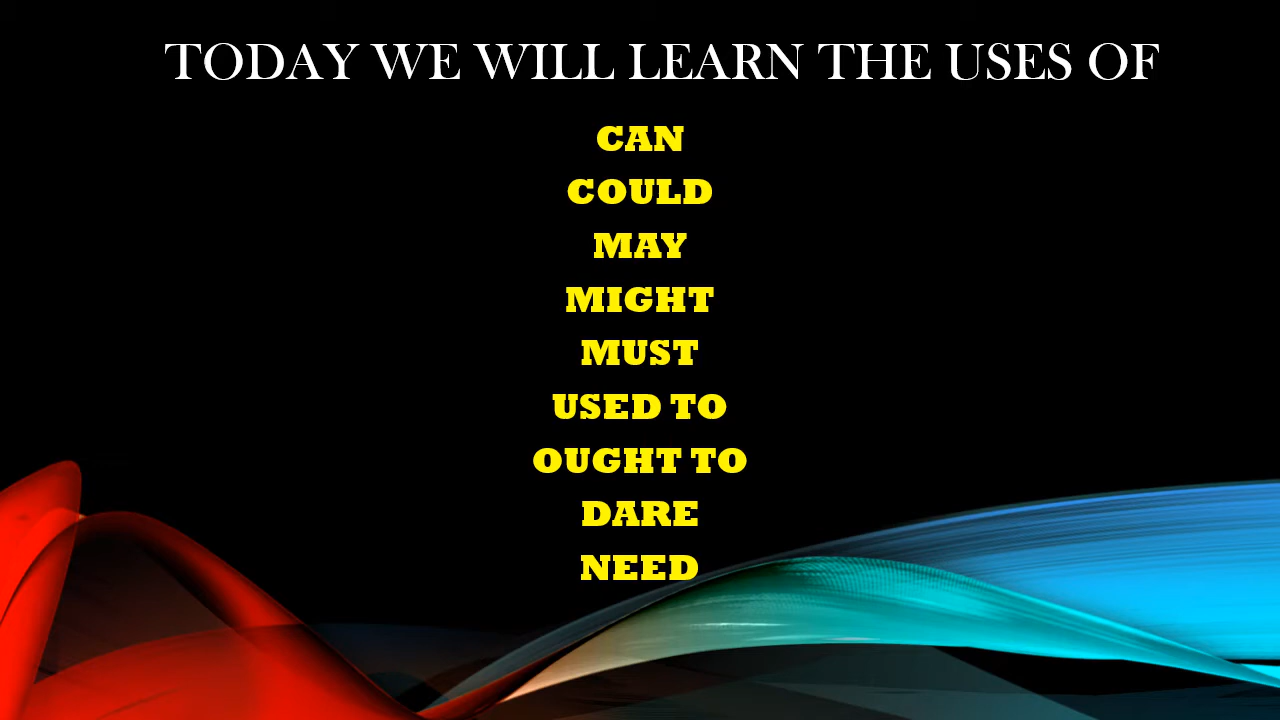 TODAY WE WILL LEARN THE USES OF
CAN
COULD
MAY
MIGHT
MUST
USED TO
OUGHT TO
DARE
NEED